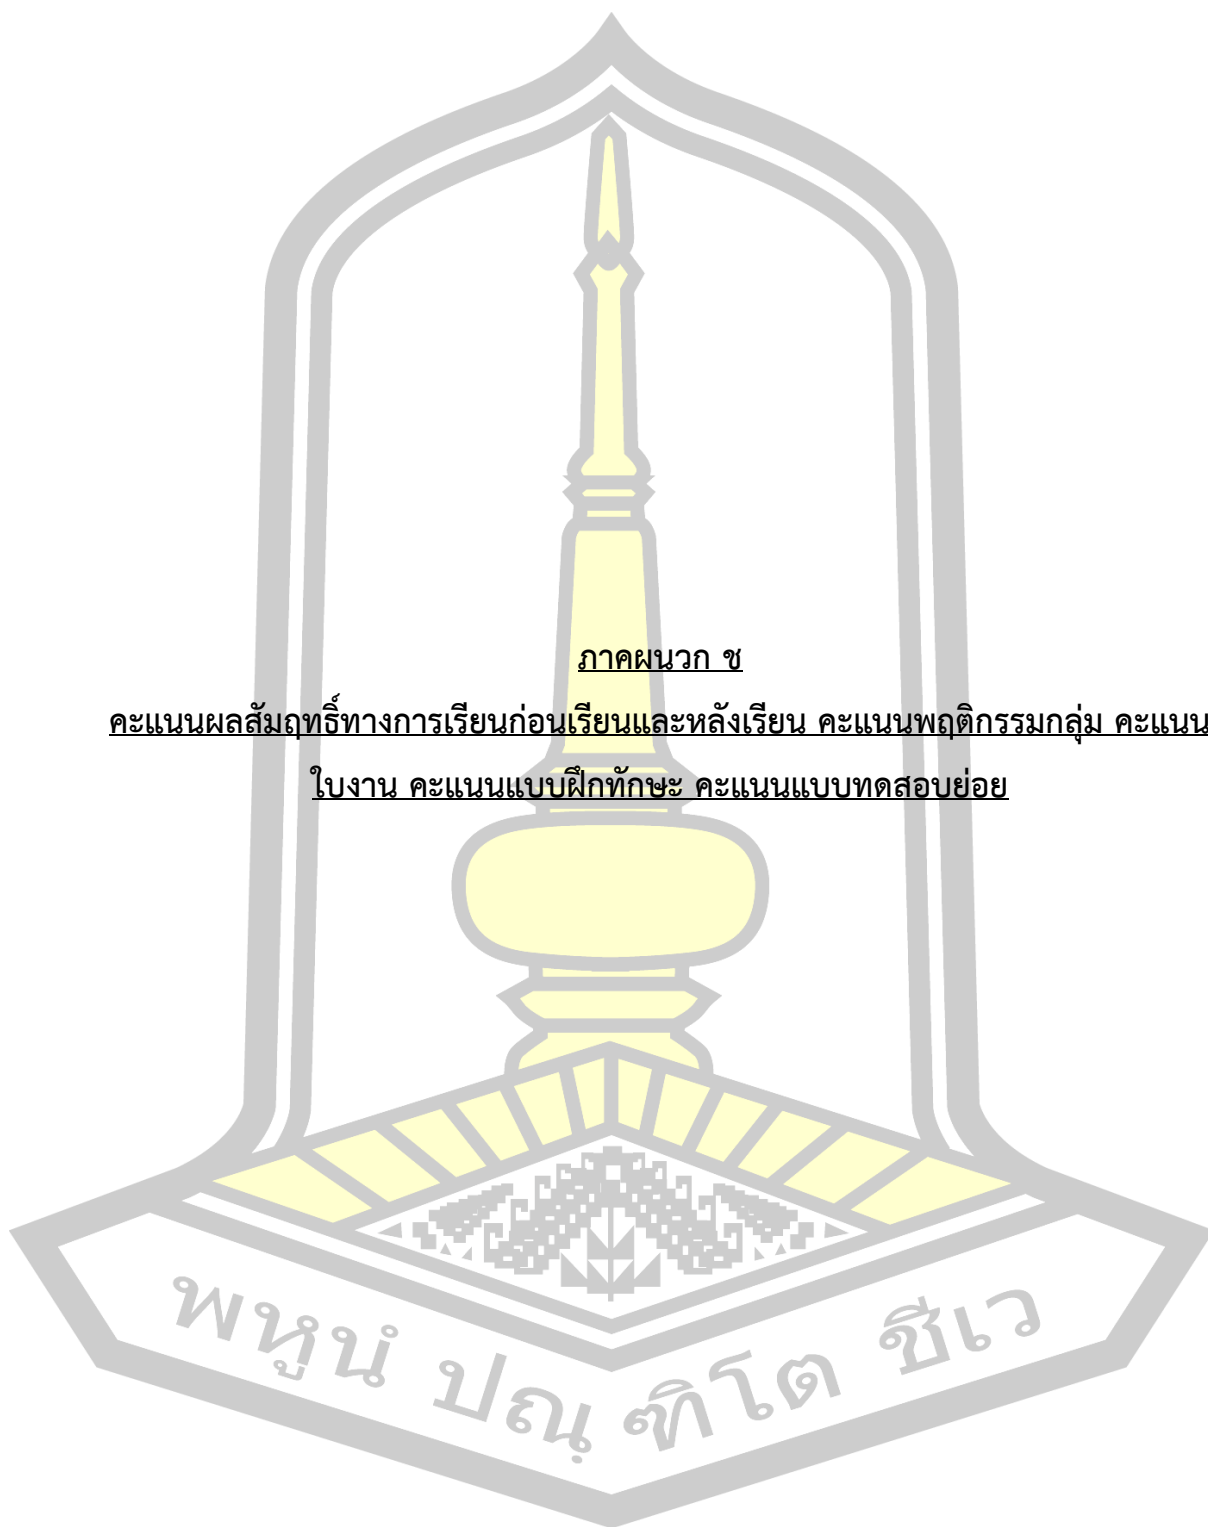 ภาคผนวก ช
คะแนนผลสัมฤทธิ์ทางการเรียนก่อนเรียนและหลังเรียน คะแนนพฤติกรรมกลุ่ม คะแนน
ใบงาน คะแนนแบบฝึกทักษะ คะแนนแบบทดสอบย่อย
พหูนํ ปณฺฑิโต ชีเว